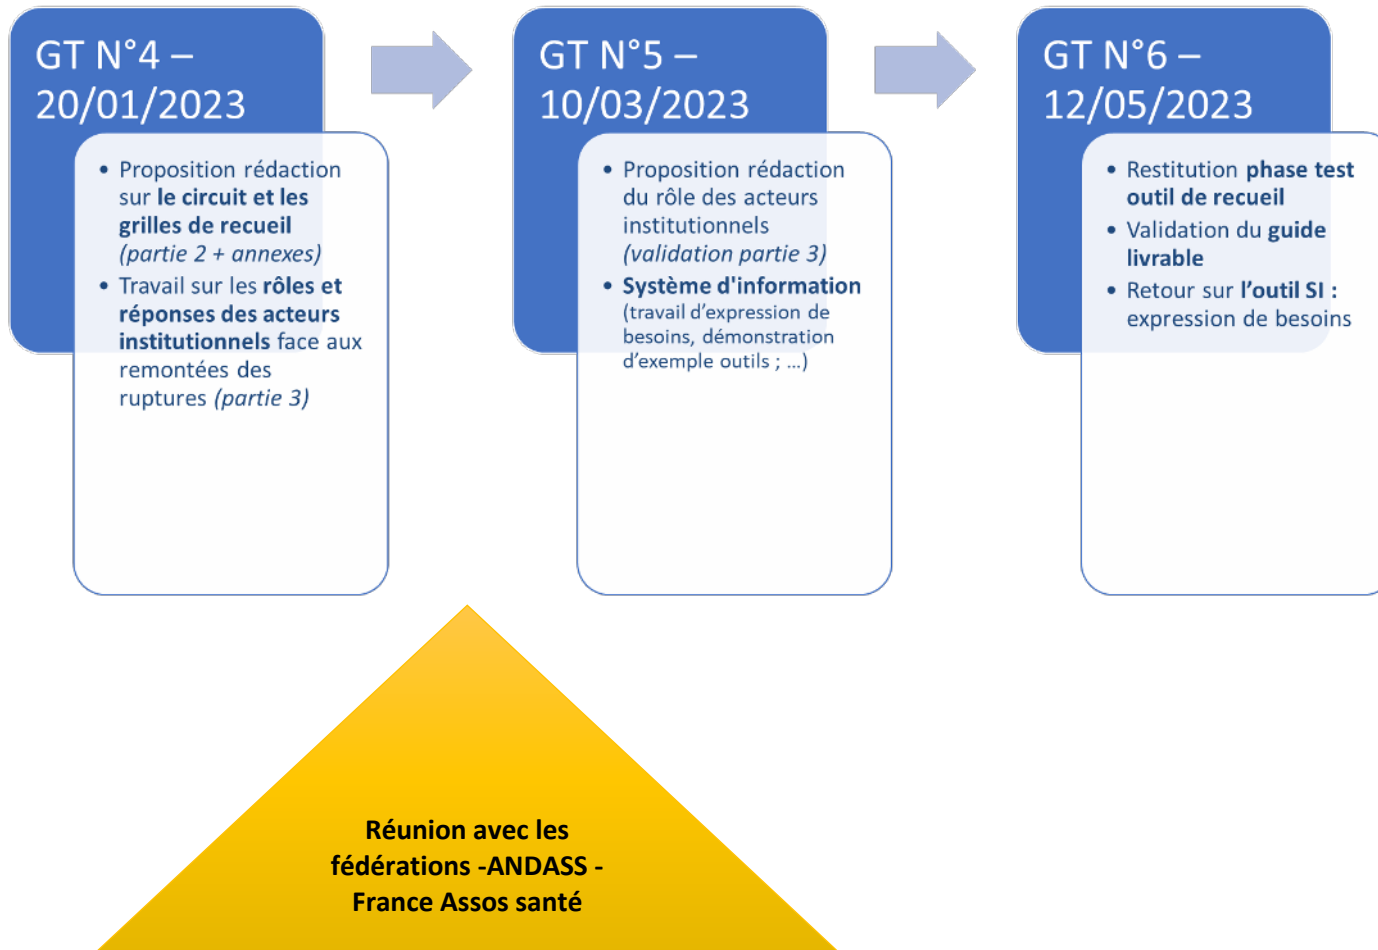 GT N°4 –
20/01/2023
• Proposition rédaction
sur le circuit et les
grilles de recueil
(partie 2 + annexes)
• Travail sur les rôles et
réponses des acteurs
institutionnels face aux
remontées des
ruptures (partie 3)
GT N°5 –
10/03/2023
• Proposition rédaction
du rôle des acteurs
institutionnels
(validation partie 3)
• Système d'information
(travail d’expression de
besoins, démonstration
d’exemple outils ; …)
GT N°6 –
12/05/2023
• Restitution phase test
outil de recueil
• Validation du guide
livrable
• Retour sur l’outil SI :
expression de besoins
Réunion avec les
fédérations -ANDASS -
France Assos santé